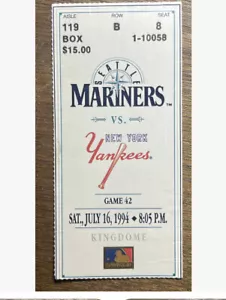 AISLE ROW SEAT
119 B 8
BOX 1-10058
$15.00
SEATTLE
MARINERS™
VS.
NEW YORK
Yankees®
GAME 42
SAT., JULY 16, 1994 ◆ 8:05 P.M.
KINGDOME